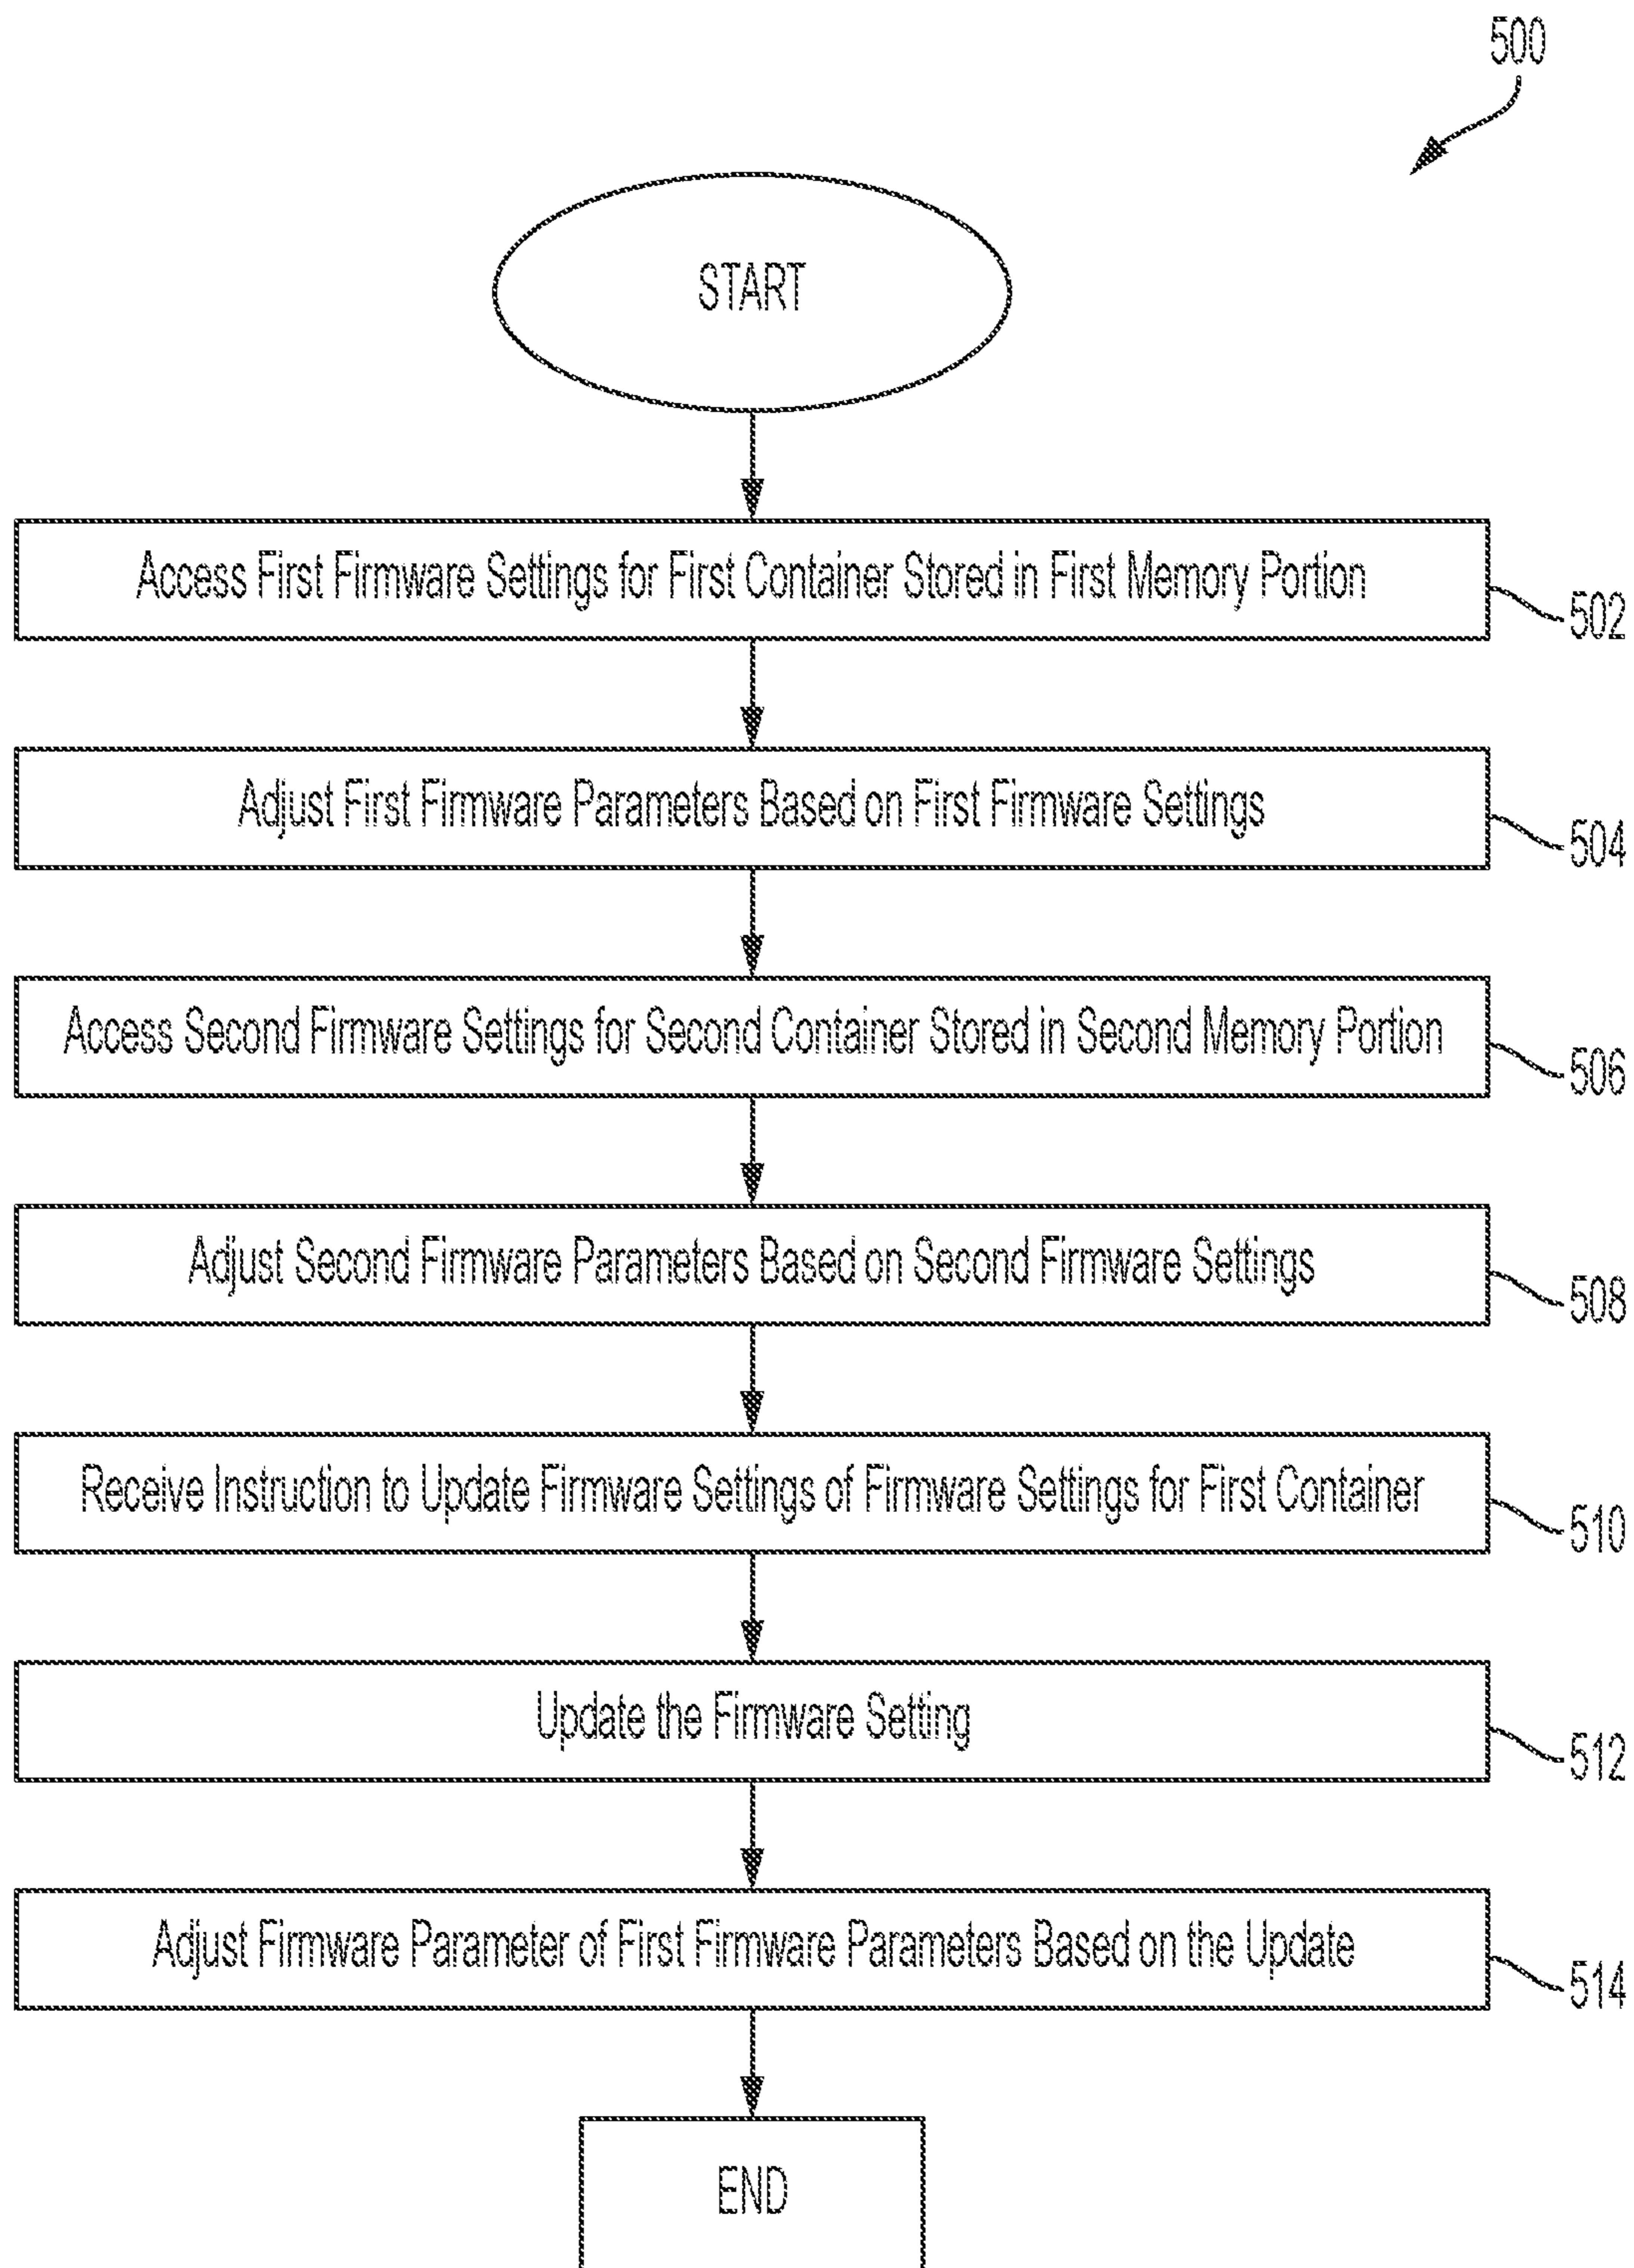 500
START
Access First Firmware Settings for First Container Stored in First Memory Portion
502
Adjust First Firmware Parameters Based on First Firmware Settings
504
Access Second Firmware Settings for Second Container Stored in Second Memory Portion
506
Adjust Second Firmware Parameters Based on Second Firmware Settings
508
Receive Instruction to Update Firmware Settings of Firmware Settings for First Container
510
Update the Firmware Setting
512
Adjust Firmware Parameter of First Firmware Parameters Based on the Update
514
END